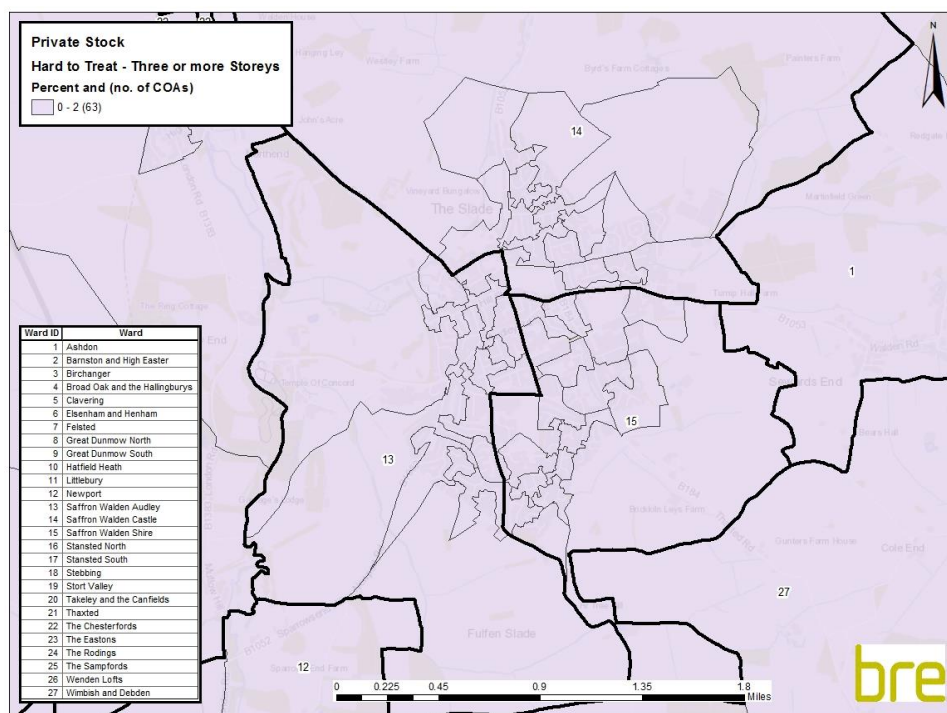 Private Stock
Hard to Treat - Three or more Storeys
Percent and (no. of COAs)
0 - 2 (63)
N
14
The Slade
1
Ward ID Ward
1 Ashdon
2 Barnston and High Easter
3 Birchanger
4 Broad Oak and the Hallingburys
5 Clavering
6 Elsenham and Henham
7 Felsted
8 Great Dunmow North
9 Great Dunmow South
10 Hatfield Heath
11 Littlebury
12 Newport
13 Saffron Walden Audley
14 Saffron Walden Castle
15 Saffron Walden Shire
16 Stansted North
17 Stansted South
18 Stebbing
19 Stort Valley
20 Takeley and the Canfields
21 Thaxted
22 The Chesterfords
23 The Eastons
24 The Rodings
25 The Sampfords
26 Wenden Lofts
27 Wimbish and Debden
15
13
B184
Cole End
27
Fulfen Slade
B1052
12
0 0.225 0.45 0.9 1.35 1.8
Miles
bre